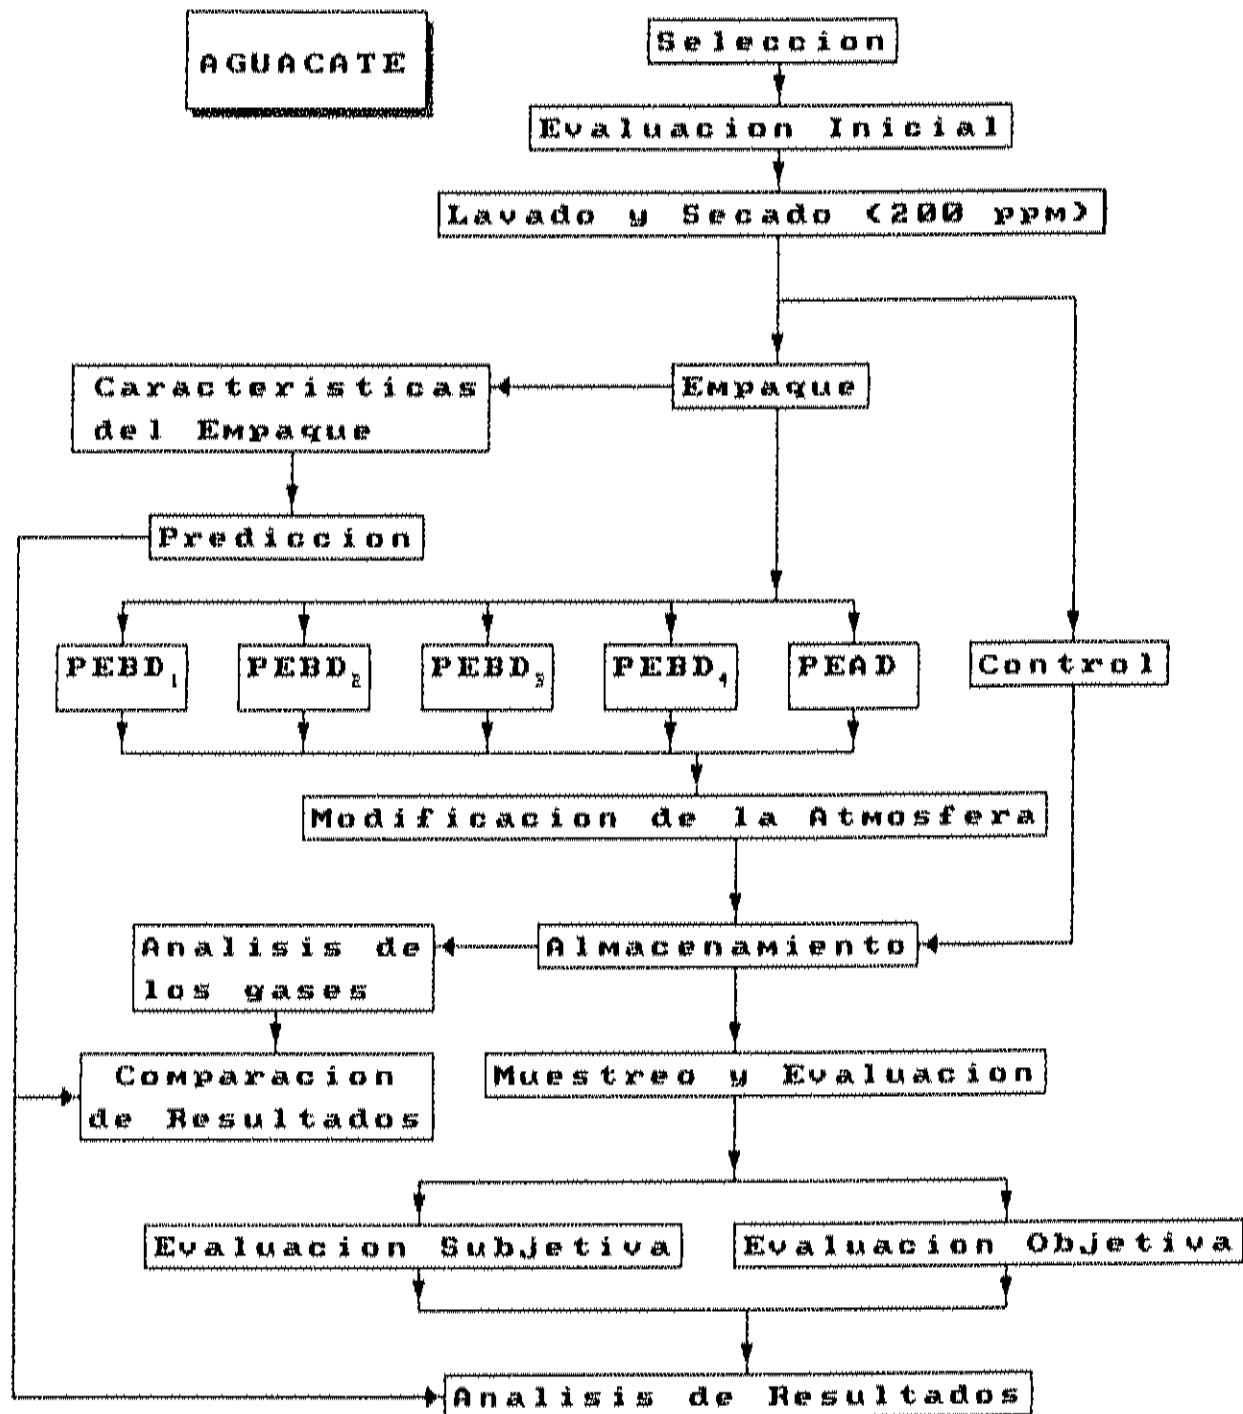 AGUACATE
Seleccion
Evaluacion Inicial
Lavado y Secado (200 ppm)
Empaque
Caracteristicas
del Empaque
Prediccion
PEBD₁
PEBD₂
PEBD₃
PEBD₄
PEAD
Control
Modificacion de la Atmosfera
Almacenamiento
Analisis de
los gases
Comparacion
de Resultados
Muestreo y Evaluacion
Evaluacion Subjetiva
Evaluacion Objetiva
Analisis de Resultados